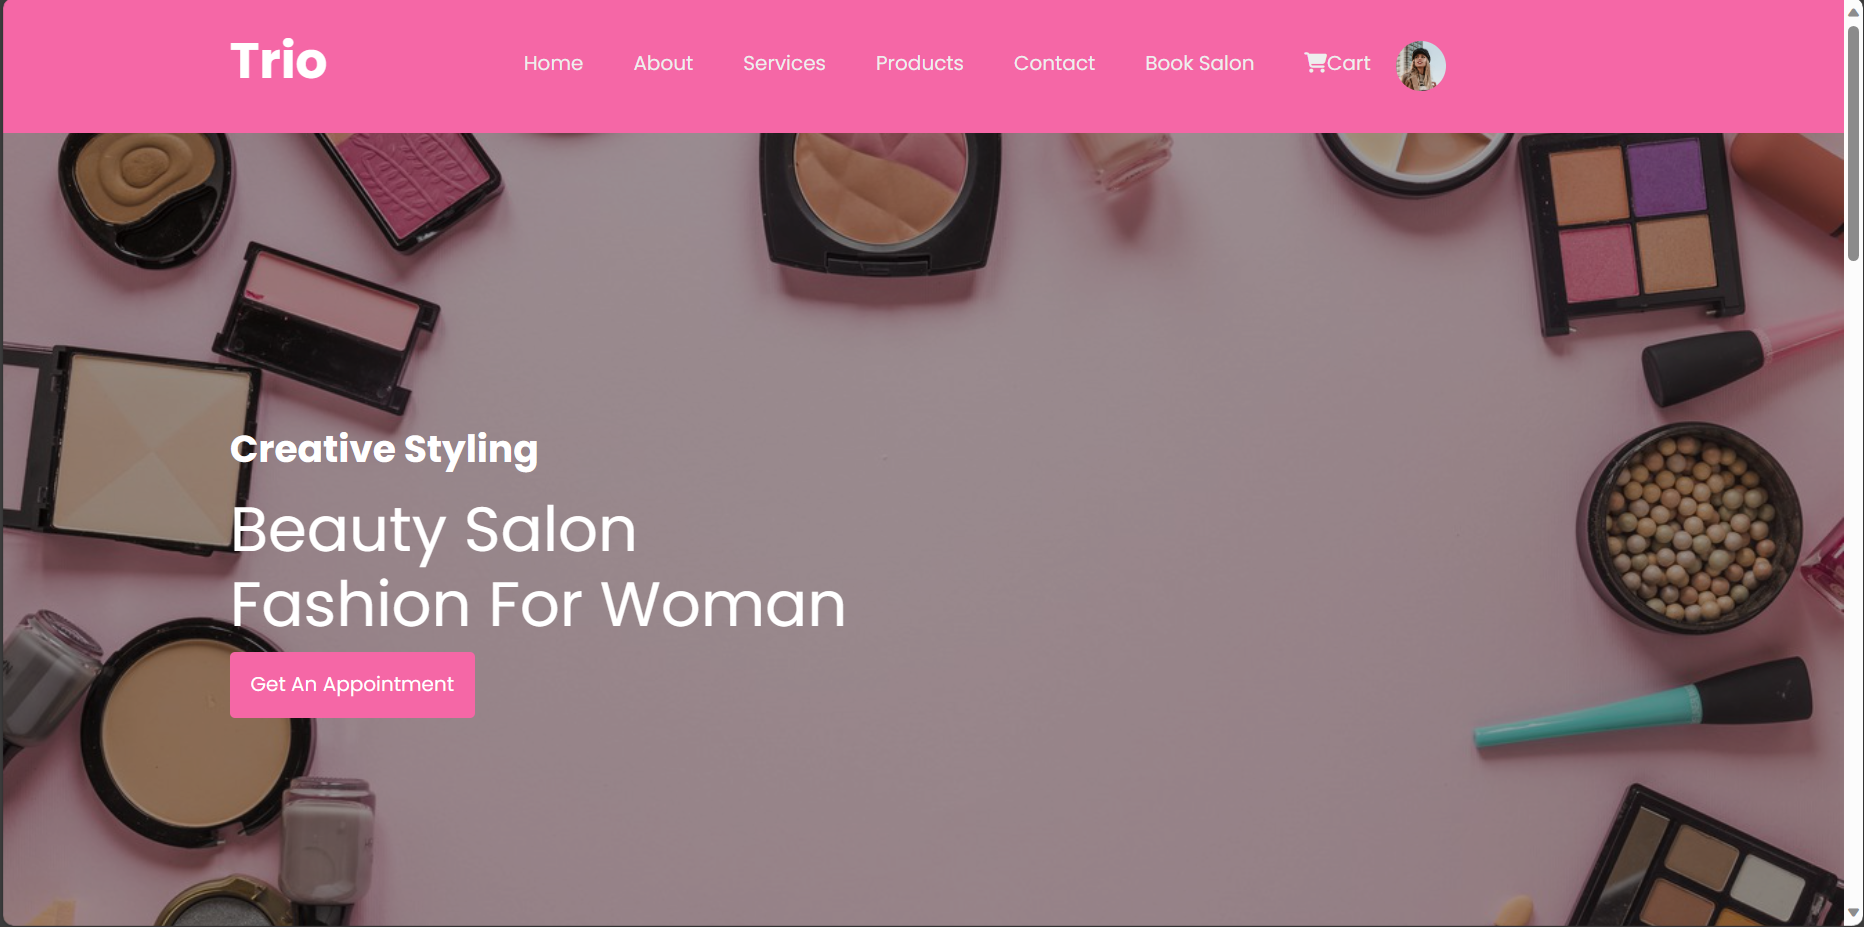 Trio
Home About Services Products Contact Book Salon Cart
Creative Styling
Beauty Salon
Fashion For Woman
Get An Appointment